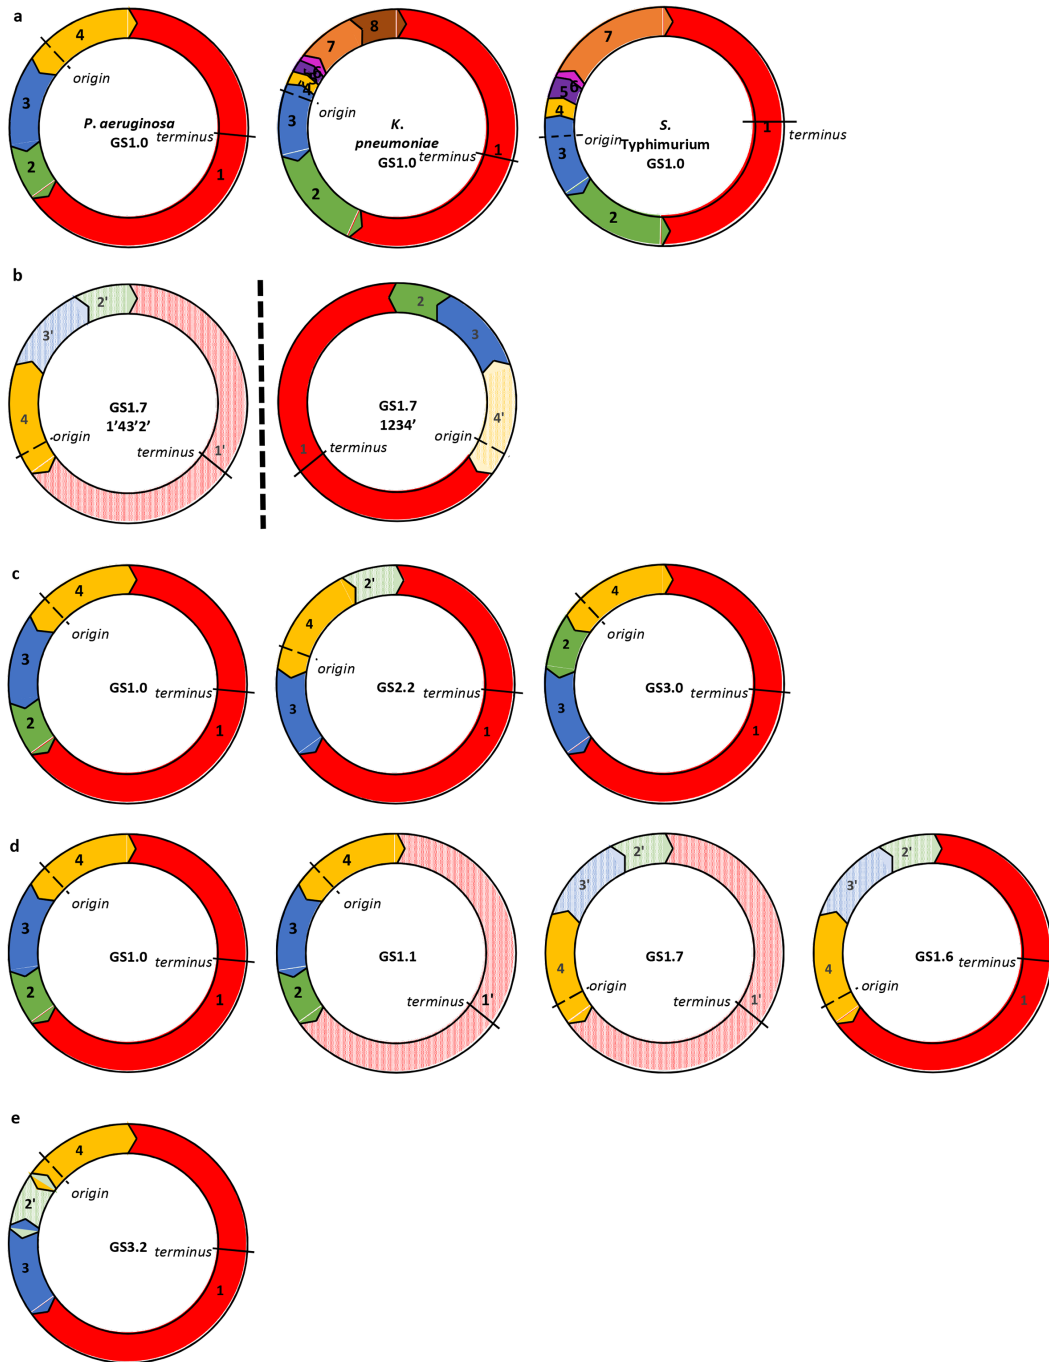 a
4
3
2
1
origin
P. aeruginosa
GS1.0
terminus
8
7
6
4
3
2
1
origin
K.
pneumoniae
GS1.0
terminus
7
6
5
4
3
2
1
origin
S.
Typhimurium
GS1.0
terminus
b
2'
3'
4
1'
origin
GS1.7
1’43’2’
terminus
2
3
4'
1
GS1.7
1234’
origin
terminus
c
4
3
2
1
origin
GS1.0
terminus
2'
4
3
1
origin
GS2.2
terminus
4
2
3
1
origin
GS3.0
terminus
d
4
3
2
1
origin
GS1.0
terminus
4
3
2
1'
origin
GS1.1
terminus
2'
3'
4
1'
origin
GS1.7
terminus
2'
3'
4
1
origin
GS1.6
terminus
e
4
2'
3
1
origin
GS3.2
terminus